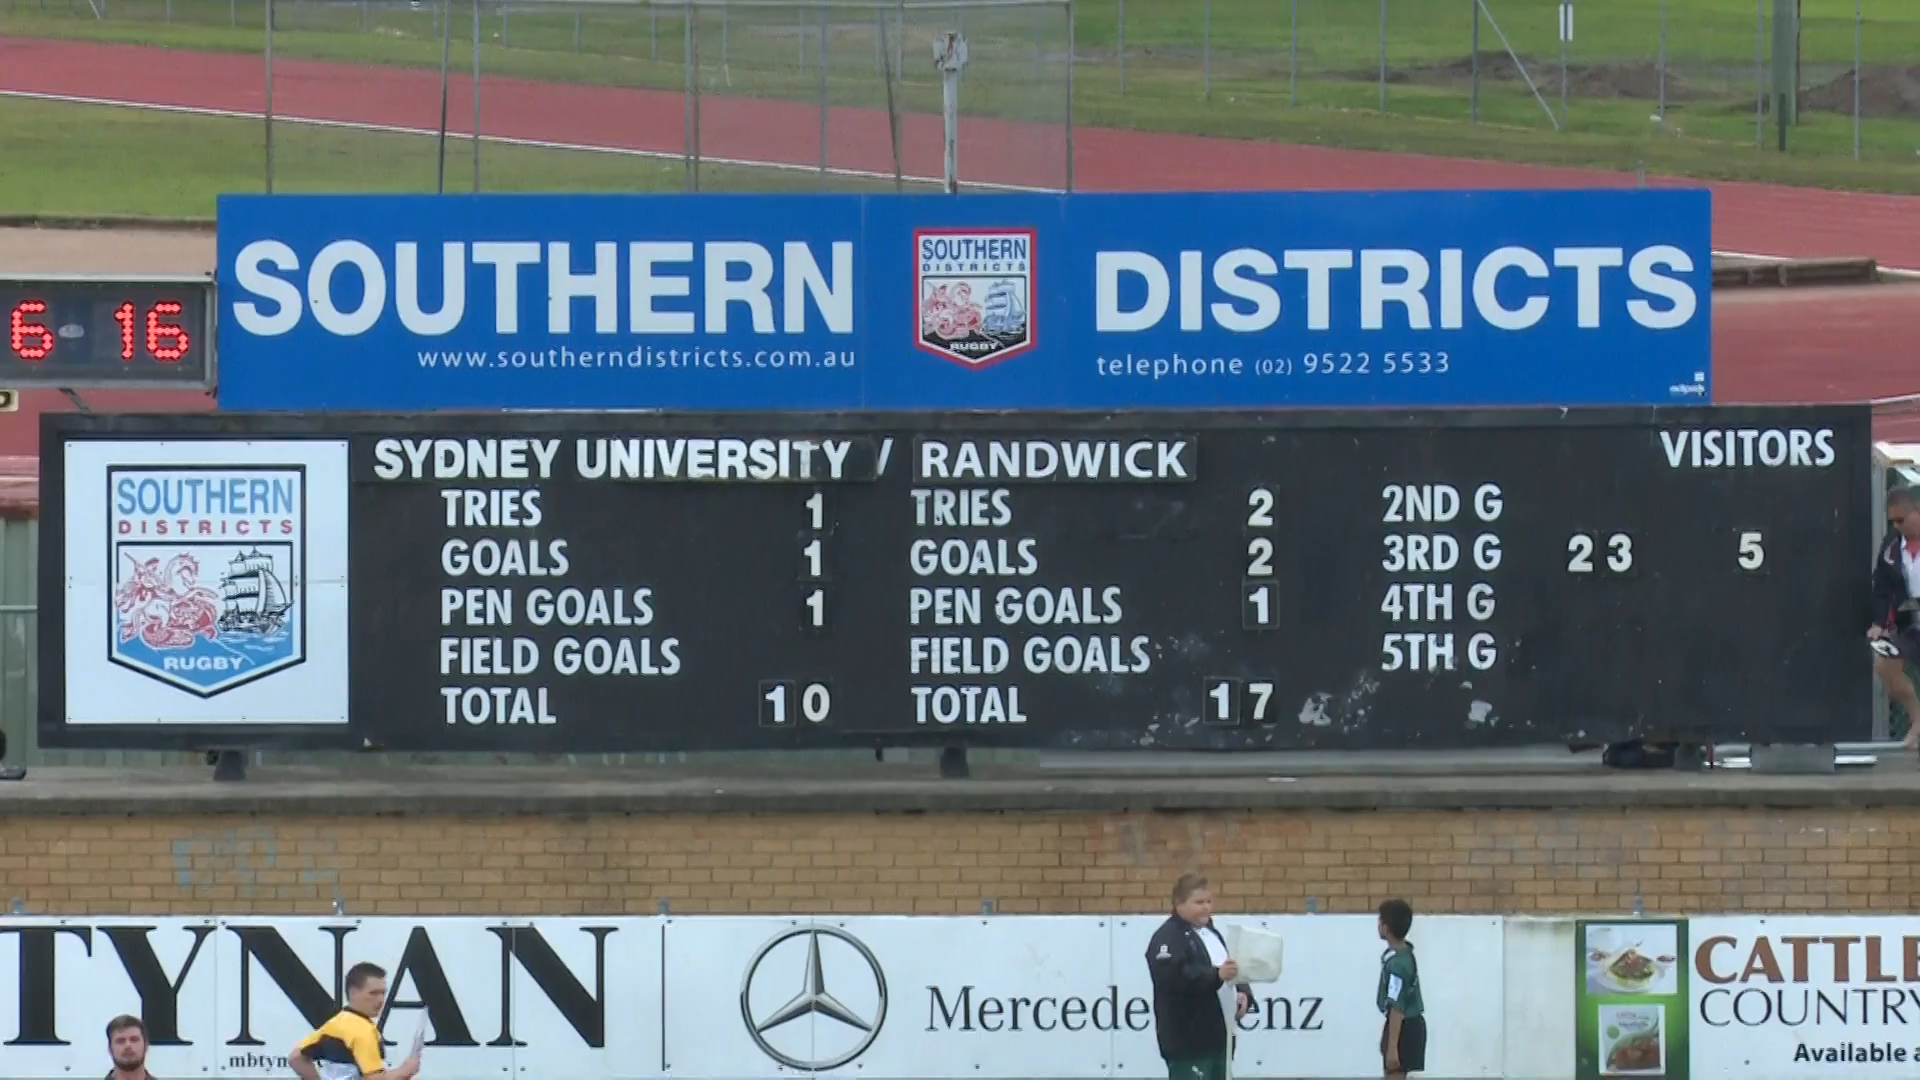 SOUTHERN DISTRICTS
SOUTHERN
DISTRICTS
RUGBY
www.southerndistricts.com.au
telephone (02) 9522 5533
6 16
SYDNEY UNIVERSITY / RANDWICK VISITORS
TRIES 1 TRIES 2 2ND G
GOALS 1 GOALS 2 3RD G 23 5
PEN GOALS 1 PEN GOALS 1 4TH G
FIELD GOALS FIELD GOALS 5TH G
TOTAL 10 TOTAL 17
SOUTHERN
DISTRICTS
RUGBY
TYNAN
mbtyn
Mercede enz
CATTLE
COUNTRY
Available a